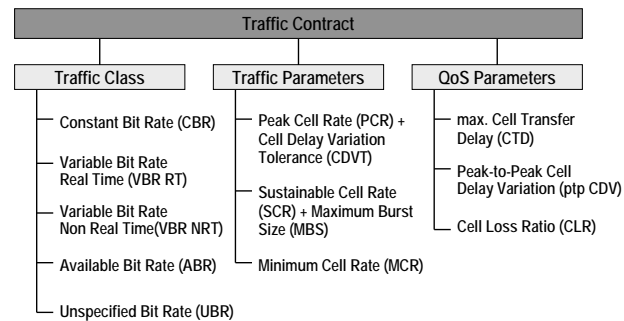 Traffic Contract
Traffic Class
Constant Bit Rate (CBR)
Variable Bit Rate
Real Time (VBR RT)
Variable Bit Rate
Non Real Time(VBR NRT)
Available Bit Rate (ABR)
Unspecified Bit Rate (UBR)
Traffic Parameters
Peak Cell Rate (PCR) +
Cell Delay Variation
Tolerance (CDVT)
Sustainable Cell Rate
(SCR) + Maximum Burst
Size (MBS)
Minimum Cell Rate (MCR)
QoS Parameters
max. Cell Transfer
Delay (CTD)
Peak-to-Peak Cell
Delay Variation (ptp CDV)
Cell Loss Ratio (CLR)